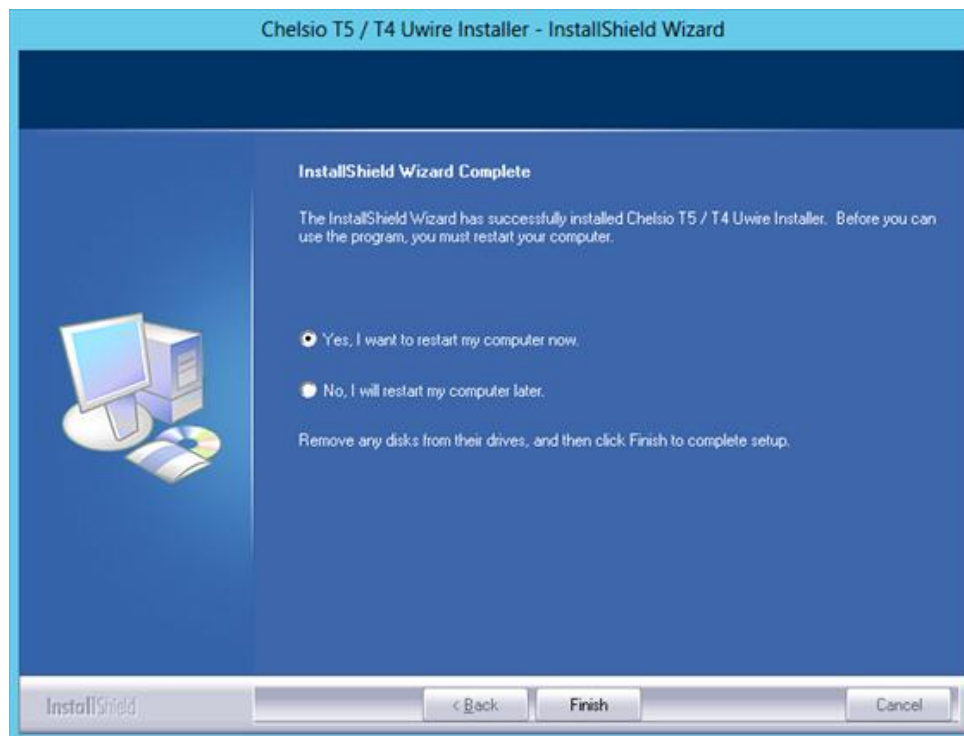 Chelsio T5 / T4 Uwire Installer - InstallShield Wizard
InstallShield Wizard Complete
The InstallShield Wizard has successfully installed Chelsio T5 / T4 Uwire Installer. Before you can
use the program, you must restart your computer.
Yes, I want to restart my computer now.
No, I will restart my computer later.
Remove any disks from their drives, and then click Finish to complete setup.
InstallShield
< Back
Finish
Cancel